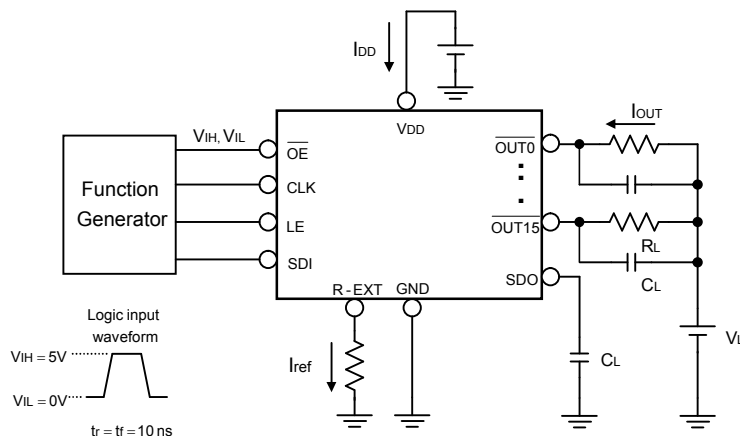 IDD
VDD
IOUT
VIH, VIL
Function
Generator
OE
CLK
LE
SDI
OUT0
OUT15
SDO
R-EXT
GND
RL
CL
VL
CL
Iref
Logic input
waveform
VIH = 5V
VIL = 0V
tr = tf = 10 ns